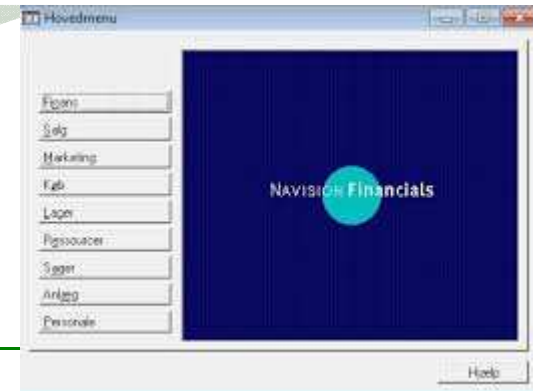 Hovedmenu
Finans
Salg
Marketing
Køb
Lager
Ressourcer
Sager
Anlæg
Personale
NAVISION Financials
Hjælp